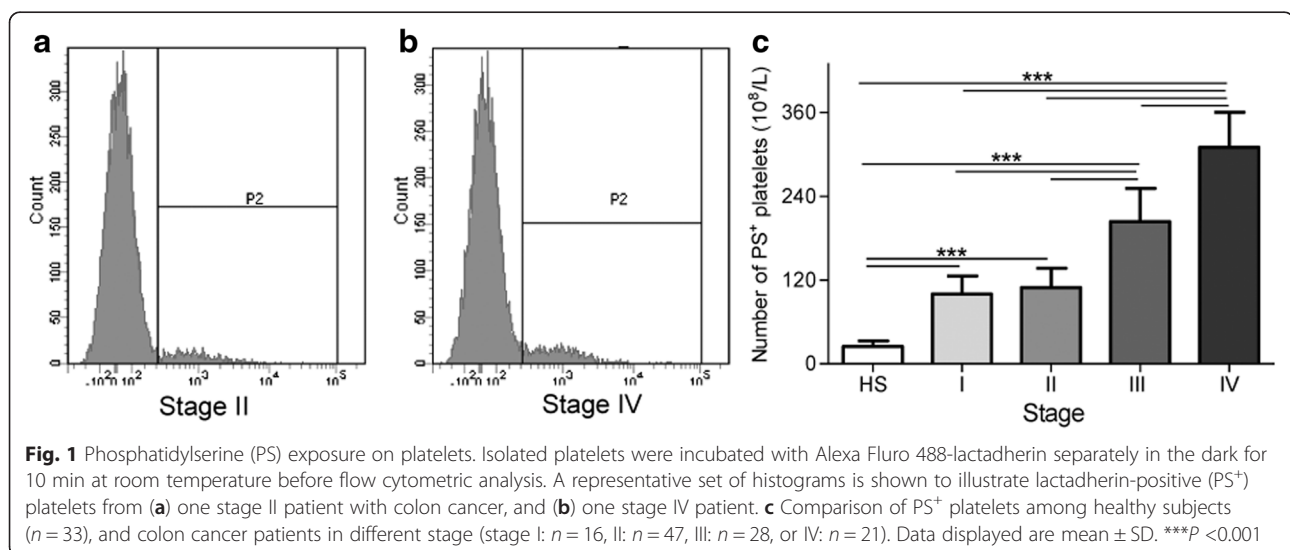 a
300
250
200
150
100
50
0
Count
P2
-10² 0 10² 10³ 10⁴ 10⁵
Stage II
b
300
250
200
150
100
50
0
Count
P2
-10² 0 10² 10³ 10⁴ 10⁵
Stage IV
c
Number of PS⁺ platelets (10⁸/L)
360
240
120
0
***
***
***
HS I II III IV
Stage
Fig. 1 Phosphatidylserine (PS) exposure on platelets. Isolated platelets were incubated with Alexa Fluro 488-lactadherin separately in the dark for
10 min at room temperature before flow cytometric analysis. A representative set of histograms is shown to illustrate lactadherin-positive (PS⁺)
platelets from (a) one stage II patient with colon cancer, and (b) one stage IV patient. c Comparison of PS⁺ platelets among healthy subjects
(n = 33), and colon cancer patients in different stage (stage I: n = 16, II: n = 47, III: n = 28, or IV: n = 21). Data displayed are mean ± SD. ***P <0.001